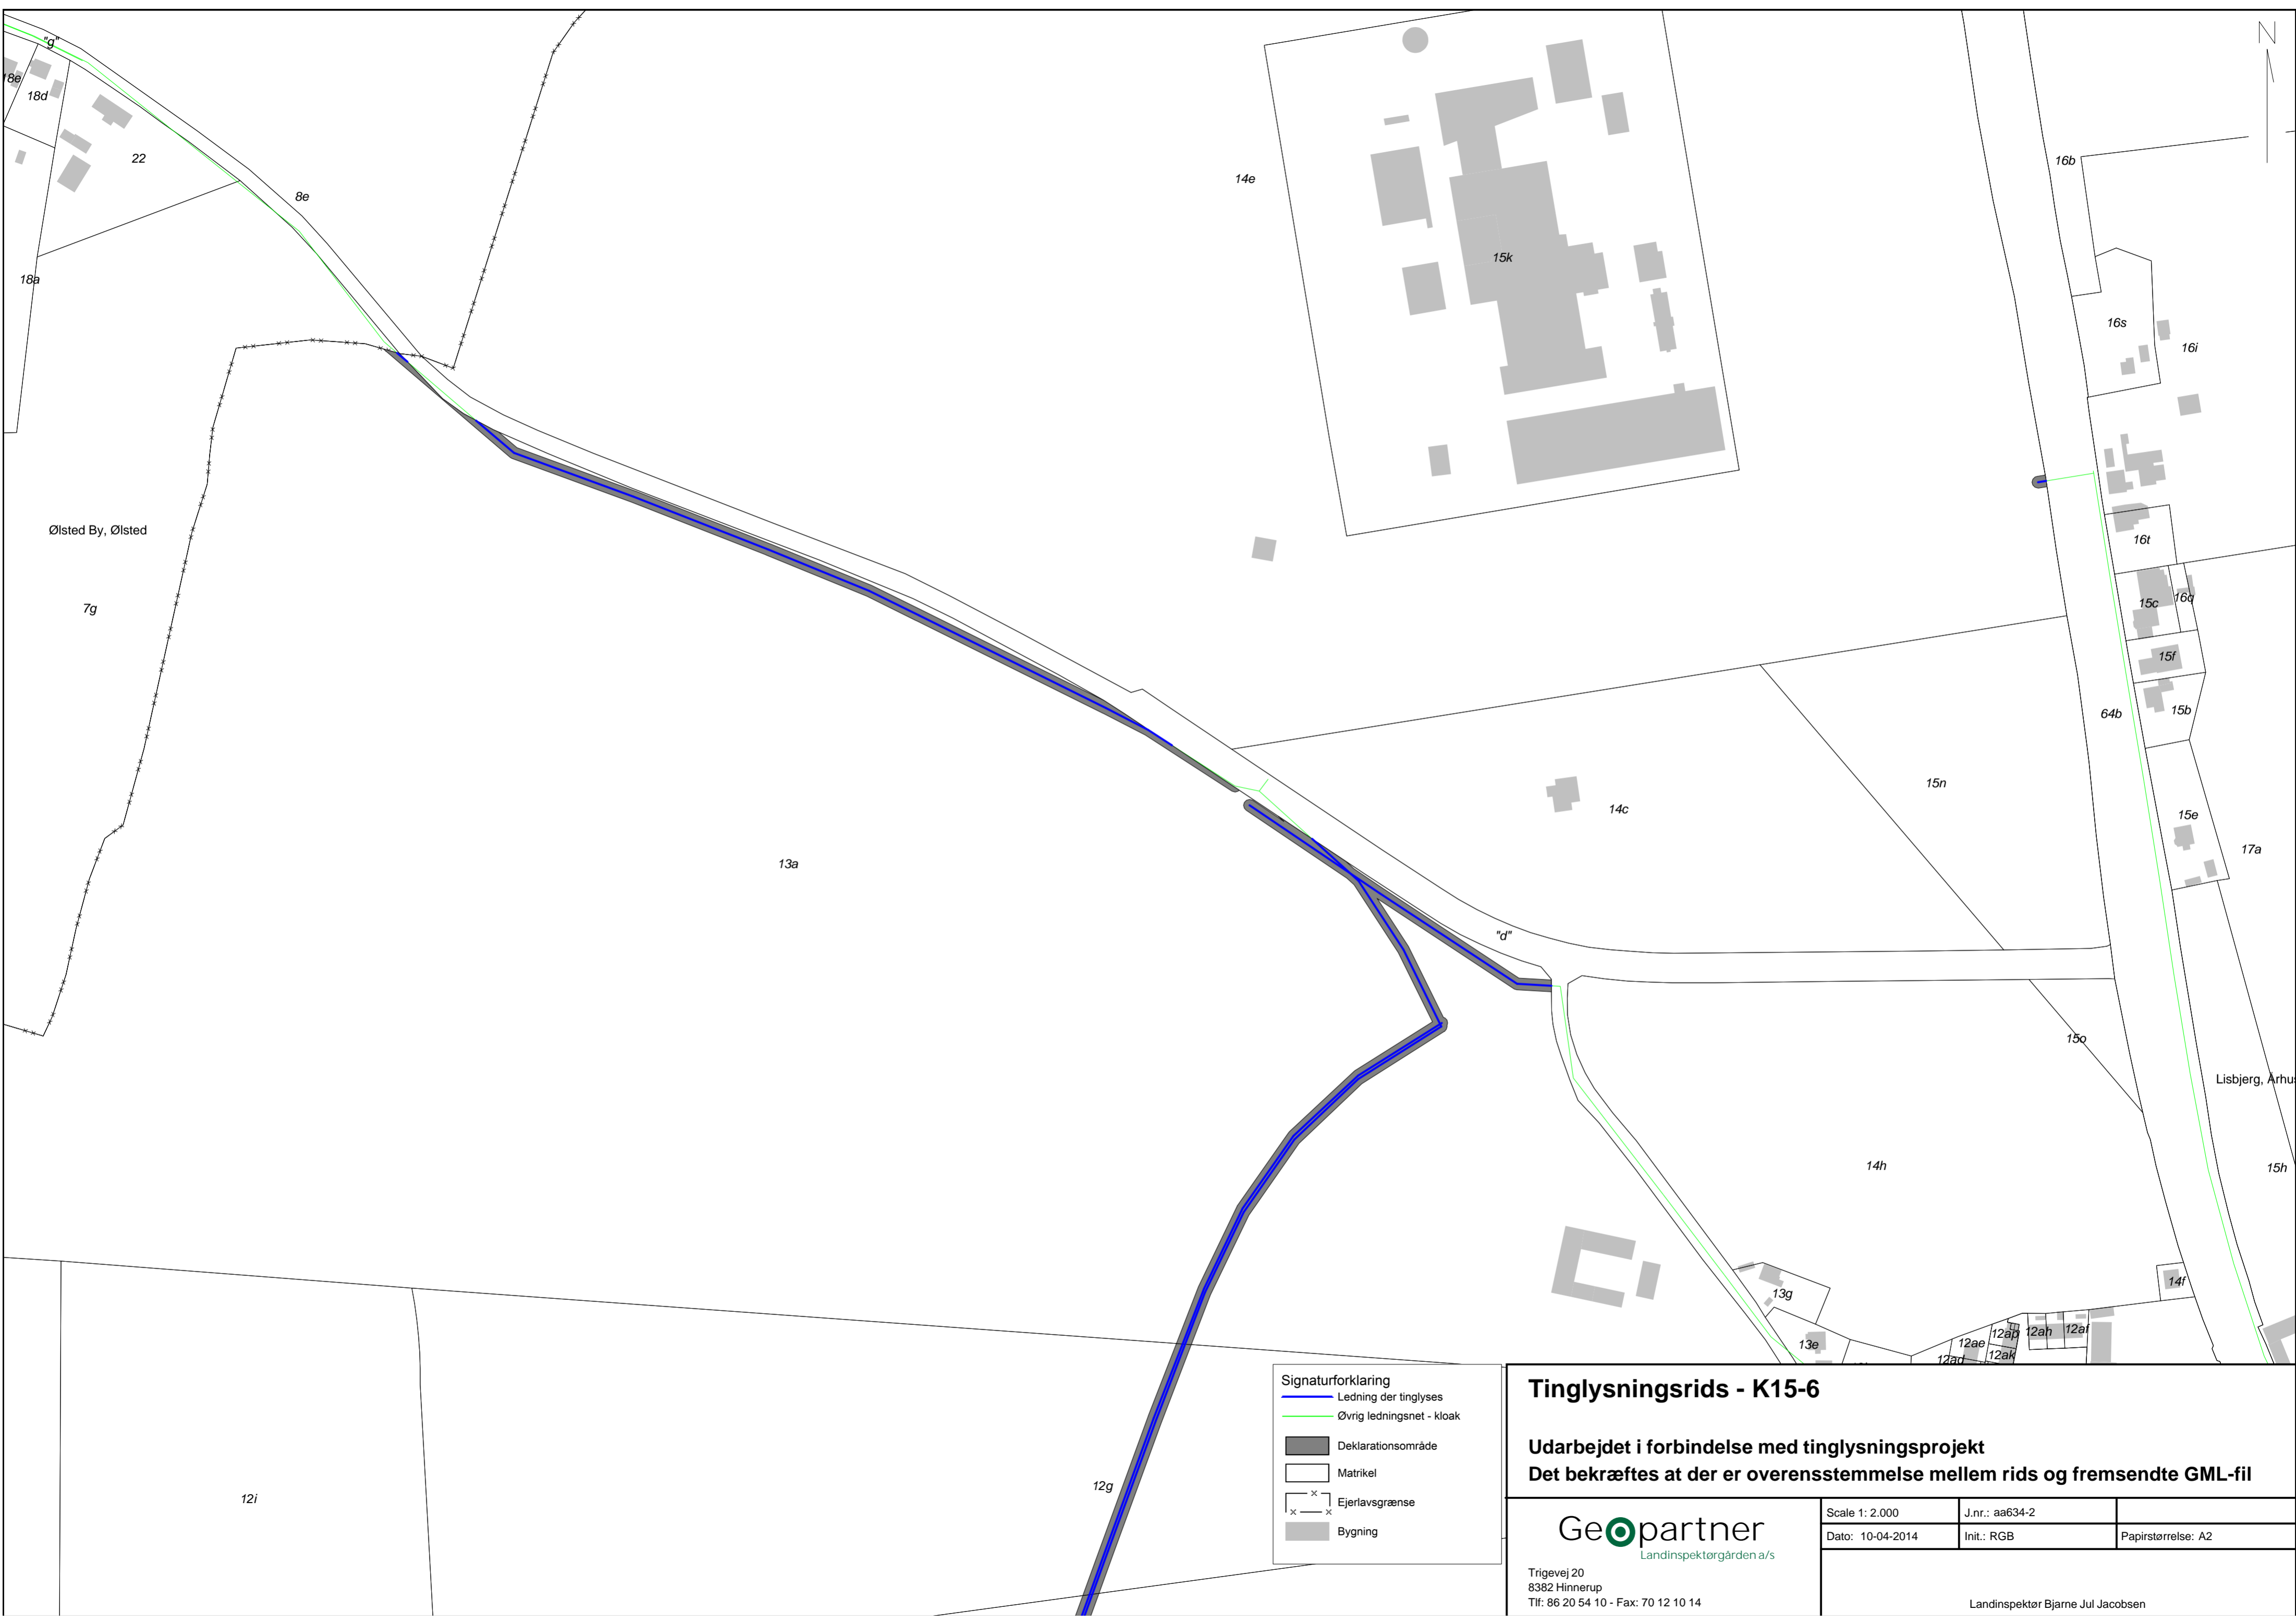 "g"
N
18e
18d
22
14e
16b
8e
15k
18a
16s
16i
Ølsted By, Ølsted
16t
7g
15c
16q
15f
15b
64b
15n
14c
15e
17a
13a
"d"
15o
Lisbjerg, Århus
14h
15h
14f
13g
12ae
12ap
12ah
12af
13e
12ad
12ak
12g
12i
Signaturforklaring
Ledning der tinglyses
Øvrig ledningsnet - kloak
Deklarationsområde
Matrikel
Ejerlavsgrænse
Bygning
Tinglysningsrids - K15-6
Udarbejdet i forbindelse med tinglysningsprojekt
Det bekræftes at der er overensstemmelse mellem rids og fremsendte GML-fil
Geopartner
Landinspektørgården a/s
Trigevej 20
8382 Hinnerup
Tlf: 86 20 54 10 - Fax: 70 12 10 14
Scale 1: 2.000
J.nr.: aa634-2
Dato: 10-04-2014
Init.: RGB
Papirstørrelse: A2
Landinspektør Bjarne Jul Jacobsen